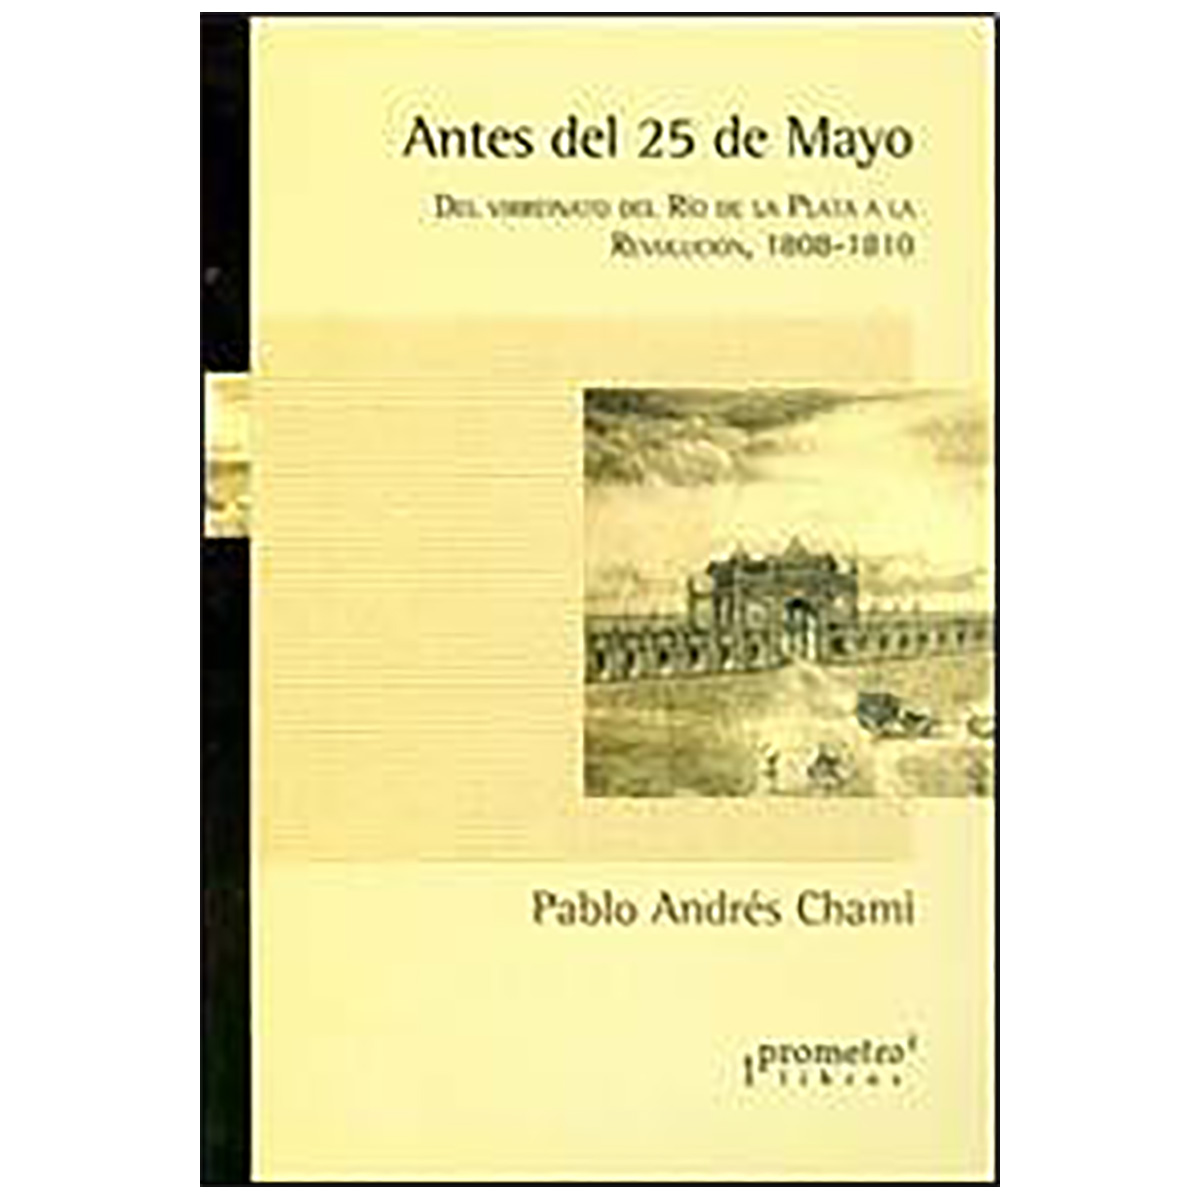 Antes del 25 de Mayo
DEL VIRREINATO DEL RÍO DE LA PLATA A LA
REVOLUCIÓN, 1808-1810
Pablo Andrés Chami
prometeo
libros